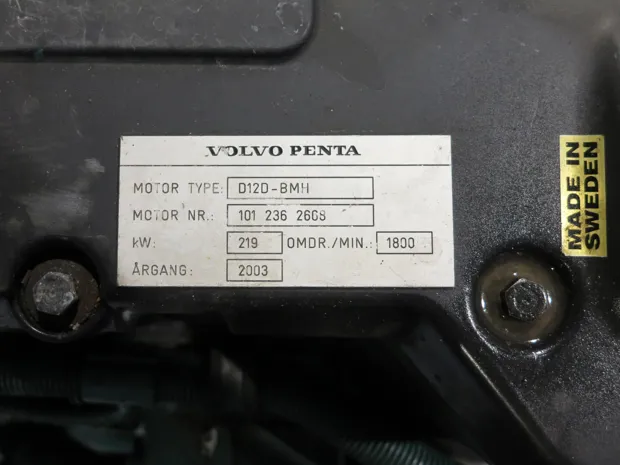 VOLVO PENTA
MOTOR TYPE: D12D-BMH
MOTOR NR.: 101 236 2608
kW: 219 OMDR./MIN.: 1800
ÅRGANG: 2003
MADE IN
SWEDEN